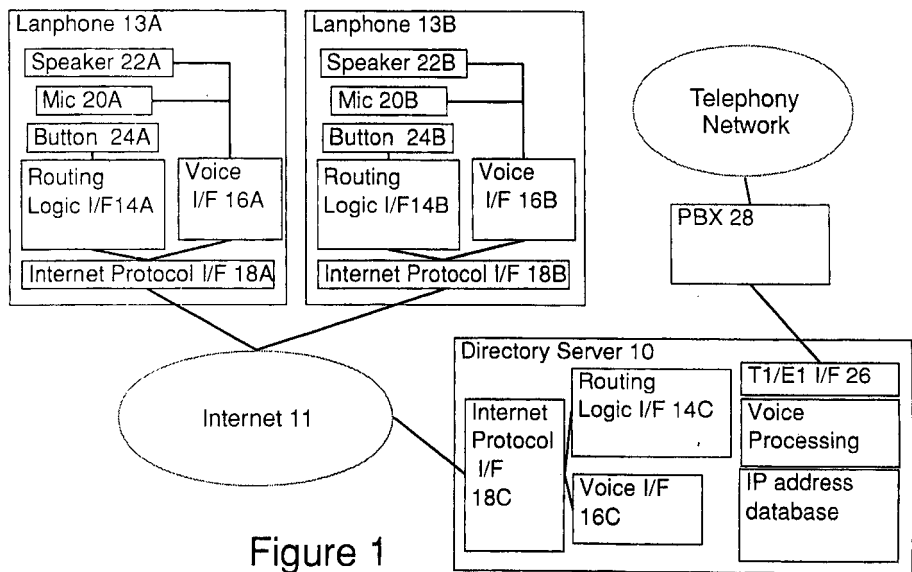 Lanphone 13A
Speaker 22A
Mic 20A
Button 24A
Routing
Logic I/F14A
Voice
I/F 16A
Internet Protocol I/F 18A
Lanphone 13B
Speaker 22B
Mic 20B
Button 24B
Routing
Logic I/F14B
Voice
I/F 16B
Internet Protocol I/F 18B
Telephony
Network
PBX 28
Internet 11
Directory Server 10
Internet
Protocol
I/F
18C
Routing
Logic I/F 14C
Voice I/F
16C
T1/E1 I/F 26
Voice
Processing
IP address
database
Figure 1